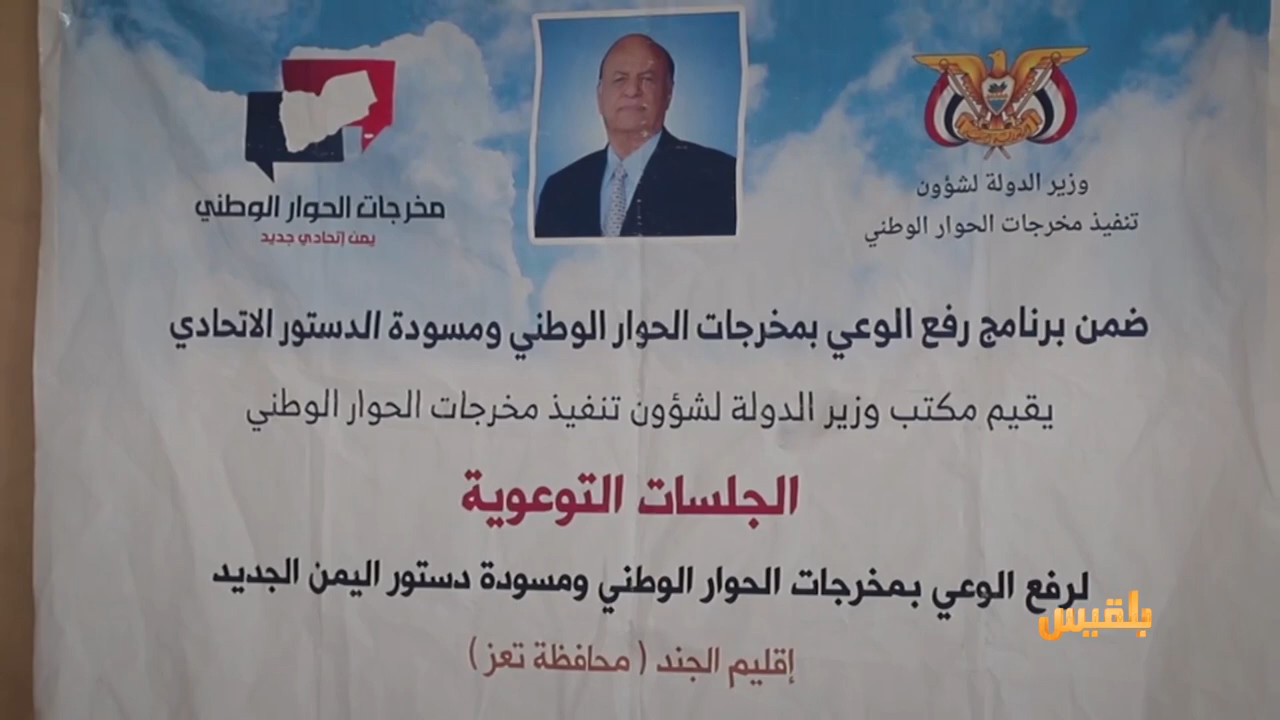 مخرجات الحوار الوطني
يمن إتحادي جديد
وزير الدولة لشؤون
تنفيذ مخرجات الحوار الوطني
ضمن برنامج رفع الوعي بمخرجات الحوار الوطني ومسودة الدستور الاتحادي
يقيم مكتب وزير الدولة لشؤون تنفيذ مخرجات الحوار الوطني
الجلسات التوعوية
لرفع الوعي بمخرجات الحوار الوطني ومسودة دستور اليمن الجديد
إقليم الجند ( محافظة تعز )
بلقيس